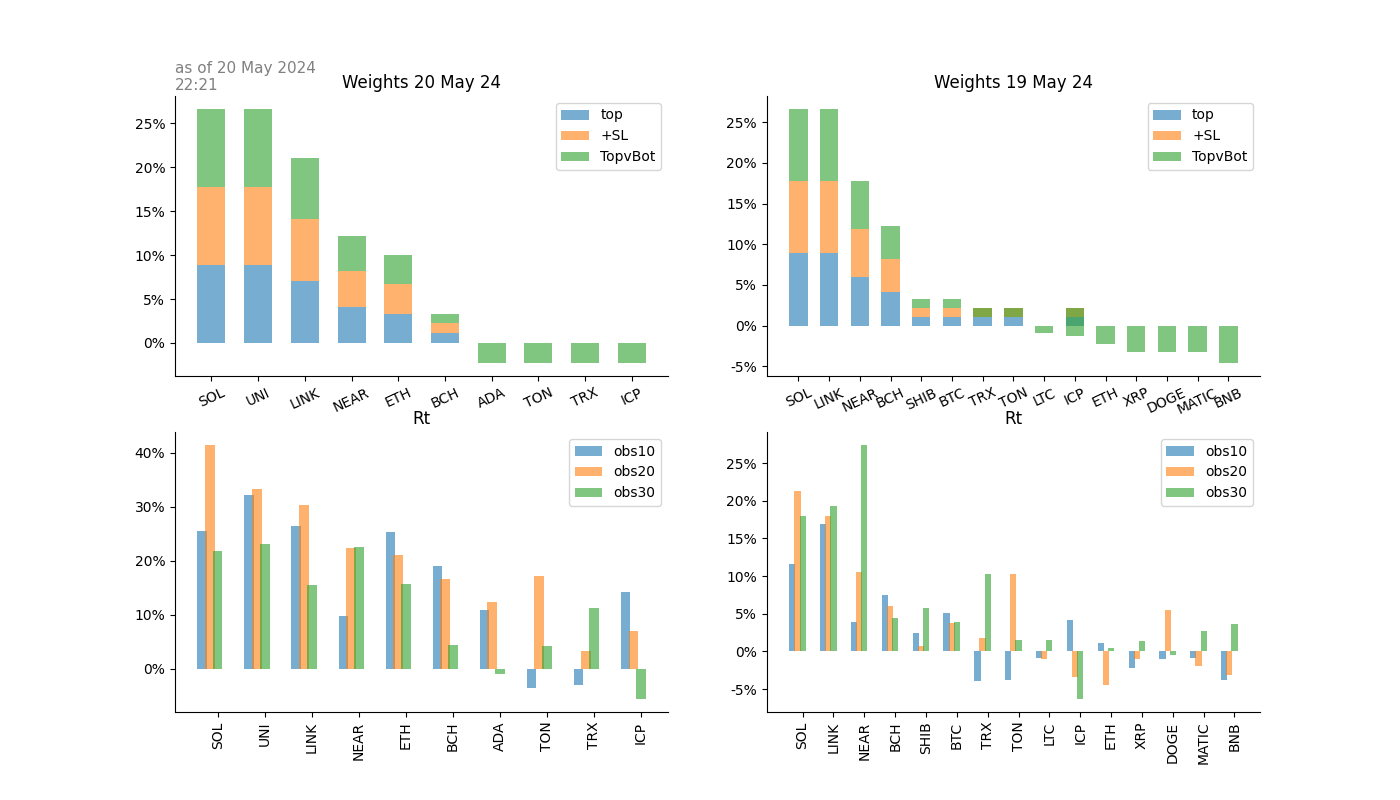 as of 20 May 2024
22:21
Weights 20 May 24
25%
20%
15%
10%
5%
0%
top
+SL
TopvBot
SOL UNI LINK NEAR ETH BCH ADA TON TRX ICP
Weights 19 May 24
25%
20%
15%
10%
5%
0%
-5%
top
+SL
TopvBot
SOL LINK NEAR BCH SHIB BTC TRX TON LTC ICP ETH XRP DOGE MATIC BNB
Rt
40%
30%
20%
10%
0%
obs10
obs20
obs30
SOL UNI LINK NEAR ETH BCH ADA TON TRX ICP
Rt
25%
20%
15%
10%
5%
0%
-5%
obs10
obs20
obs30
SOL LINK NEAR BCH SHIB BTC TRX TON LTC ICP ETH XRP DOGE MATIC BNB